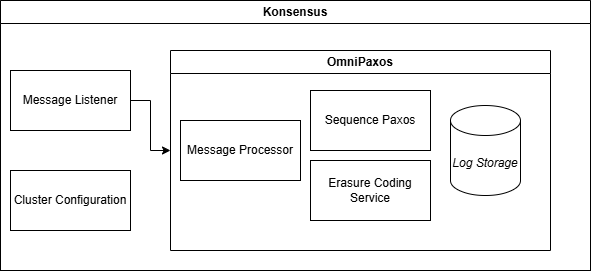 Konsensus
OmniPaxos
Message Listener
Cluster Configuration
Message Processor
Sequence Paxos
Erasure Coding
Service
Log Storage